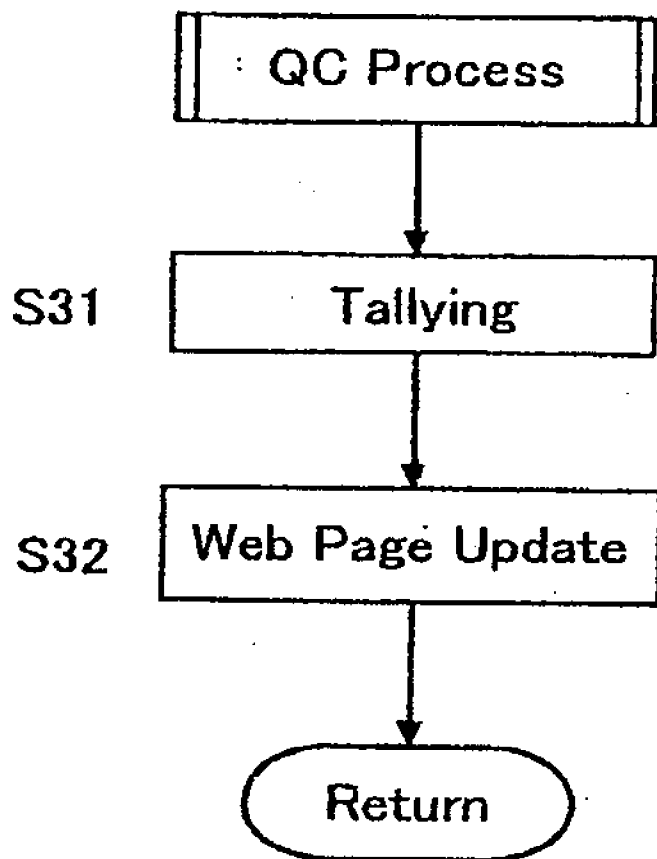 QC Process
S31 Tallying
S32 Web Page Update
Return